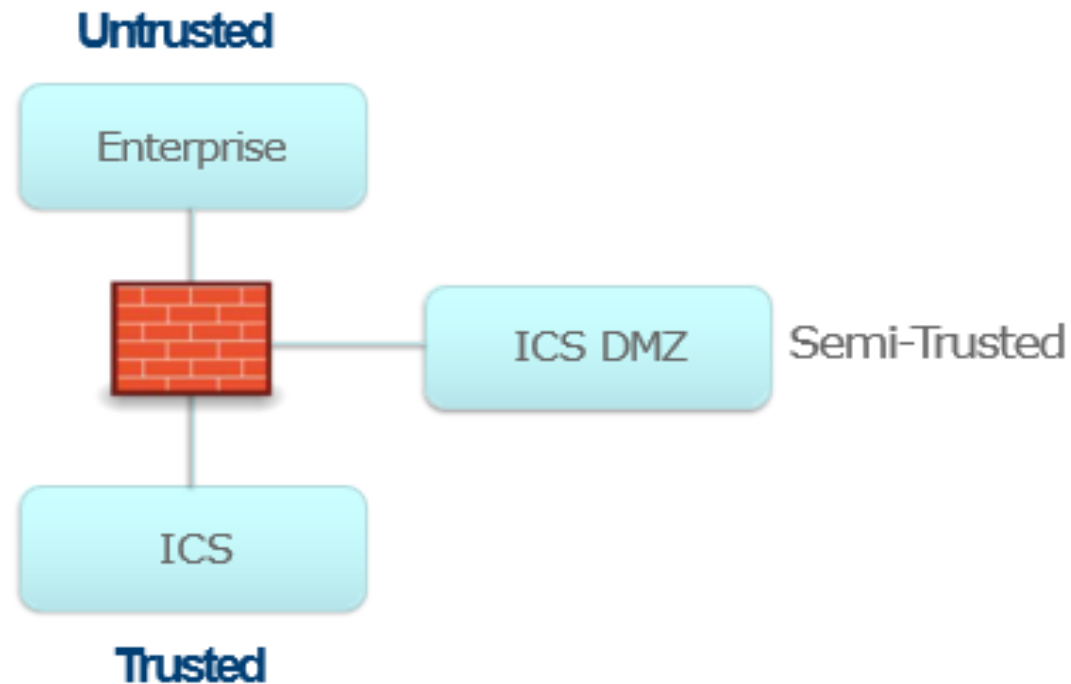 Untrusted
Enterprise
ICS DMZ
Semi-Trusted
ICS
Trusted